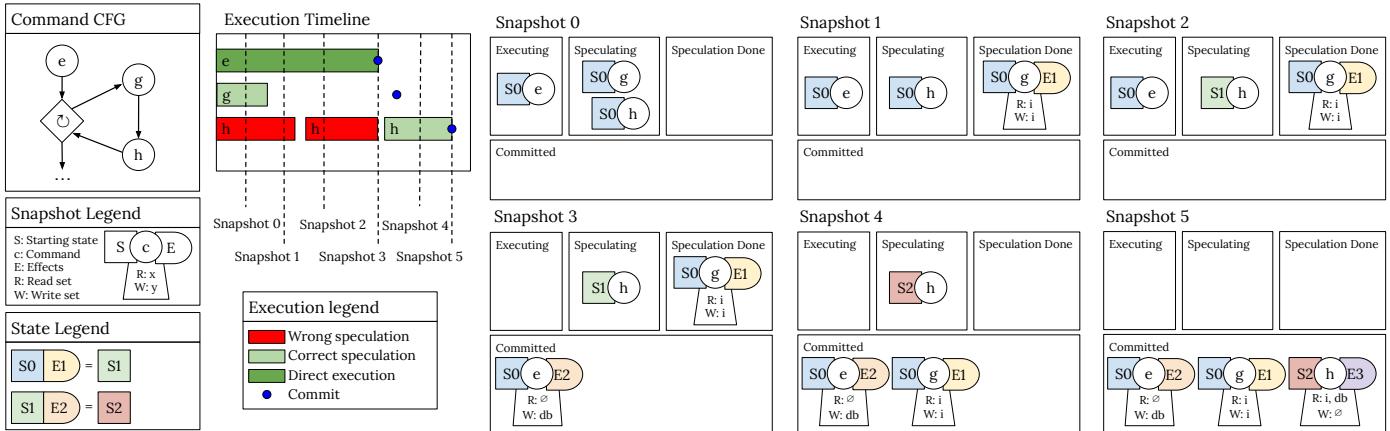 Command CFG
e
g
↻
h
...
Snapshot Legend
S: Starting state
c: Command
E: Effects
R: Read set
W: Write set
S c E
R: x
W: y
State Legend
S0 E1 = S1
S1 E2 = S2
Execution Timeline
e
g
h h h
Snapshot 0 Snapshot 2 Snapshot 4
Snapshot 1 Snapshot 3 Snapshot 5
Execution legend
Wrong speculation
Correct speculation
Direct execution
Commit
Snapshot 0
Executing
S0 e
Speculating
S0 g
S0 h
Speculation Done
Committed
Snapshot 1
Executing
S0 e
Speculating
S0 h
Speculation Done
S0 g E1
R: i
W: i
Committed
Snapshot 2
Executing
S0 e
Speculating
S1 h
Speculation Done
S0 g E1
R: i
W: i
Committed
Snapshot 3
Executing
Speculating
S1 h
Speculation Done
S0 g E1
R: i
W: i
Committed
S0 e E2
R: ∅
W: db
Snapshot 4
Executing
Speculating
S2 h
Speculation Done
Committed
S0 e E2
R: ∅
W: db
S0 g E1
R: i
W: i
Snapshot 5
Executing
Speculating
Speculation Done
Committed
S0 e E2
R: ∅
W: db
S0 g E1
R: i
W: i
S2 h E3
R: i, db
W: ∅